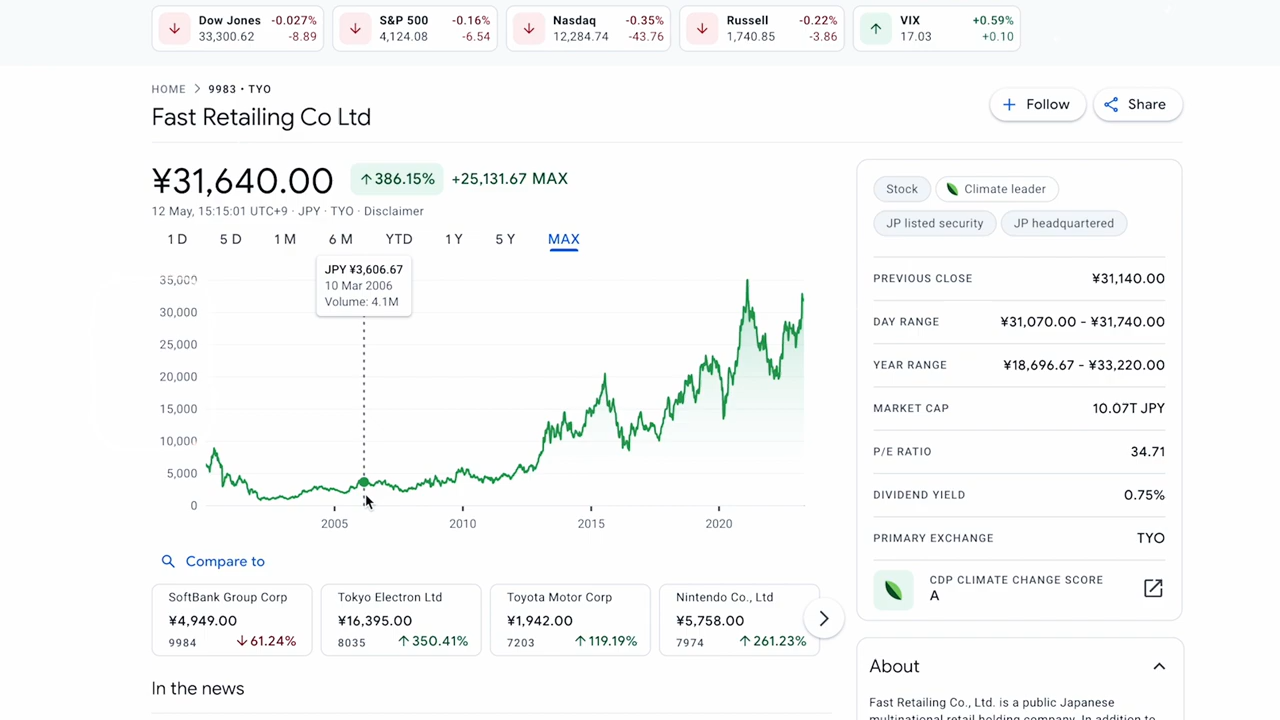 Dow Jones -0.027%
33,300.62 -8.89
S&P 500 -0.16%
4,124.08 -6.54
Nasdaq -0.35%
12,284.74 -43.76
Russell -0.22%
1,740.85 -3.86
VIX +0.59%
17.03 +0.10
HOME > 9983 • TYO
Fast Retailing Co Ltd
Follow
Share
¥31,640.00 ↑386.15% +25,131.67 MAX
12 May, 15:15:01 UTC+9 · JPY · TYO · Disclaimer
1 D 5 D 1 M 6 M YTD 1 Y 5 Y MAX
JPY ¥3,606.67
10 Mar 2006
Volume: 4.1M
35,000
30,000
25,000
20,000
15,000
10,000
5,000
0
2005 2010 2015 2020
Compare to
SoftBank Group Corp
¥4,949.00
9984 ↓61.24%
Tokyo Electron Ltd
¥16,395.00
8035 ↑350.41%
Toyota Motor Corp
¥1,942.00
7203 ↑119.19%
Nintendo Co., Ltd
¥5,758.00
7974 ↑261.23%
In the news
Stock Climate leader
JP listed security JP headquartered
PREVIOUS CLOSE ¥31,140.00
DAY RANGE ¥31,070.00 - ¥31,740.00
YEAR RANGE ¥18,696.67 - ¥33,220.00
MARKET CAP 10.07T JPY
P/E RATIO 34.71
DIVIDEND YIELD 0.75%
PRIMARY EXCHANGE TYO
CDP CLIMATE CHANGE SCORE
A
About
Fast Retailing Co., Ltd. is a public Japanese
multinational retail holding company. In addition to